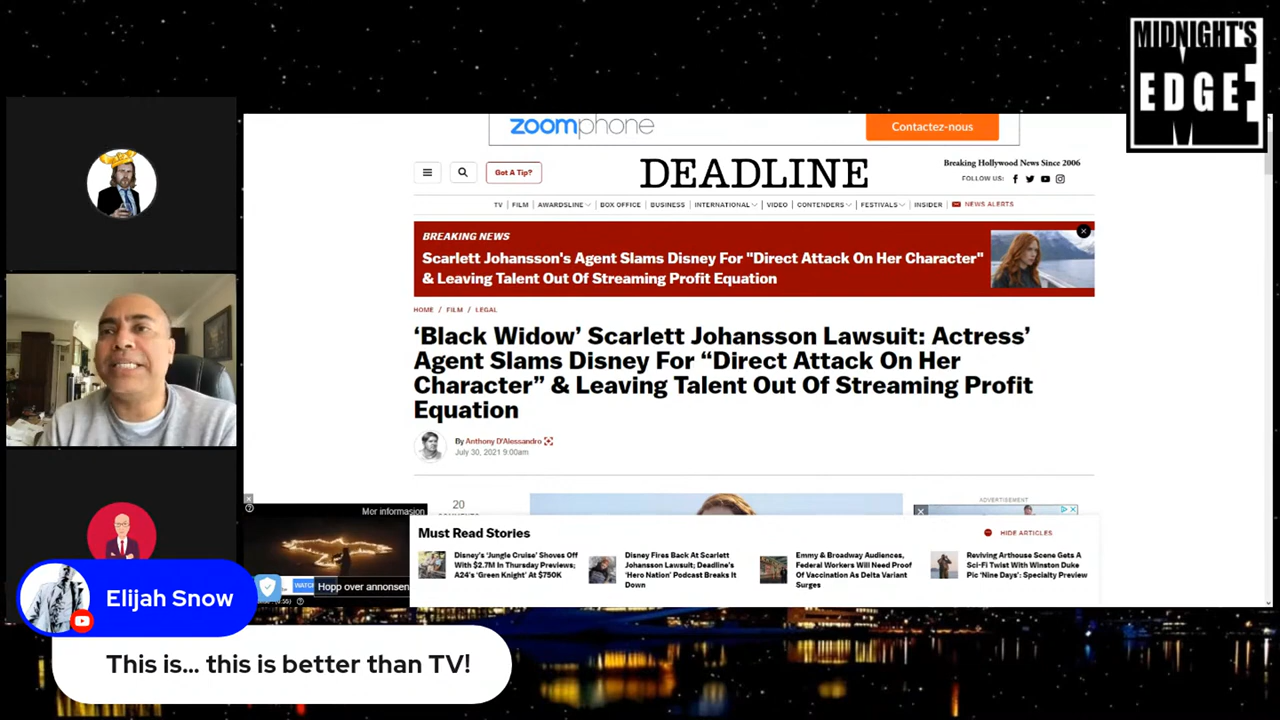 MIDNIGHT'S
EDGE
zoomphone
Contactez-nous
Got A Tip?
DEADLINE
Breaking Hollywood News Since 2006
FOLLOW US:
TV
FILM
AWARDSLINE
BOX OFFICE
BUSINESS
INTERNATIONAL
VIDEO
CONTENDERS
FESTIVALS
INSIDER
NEWS ALERTS
BREAKING NEWS
Scarlett Johansson's Agent Slams Disney For "Direct Attack On Her Character"
& Leaving Talent Out Of Streaming Profit Equation
HOME / FILM / LEGAL
‘Black Widow’ Scarlett Johansson Lawsuit: Actress’
Agent Slams Disney For “Direct Attack On Her
Character” & Leaving Talent Out Of Streaming Profit
Equation
By Anthony D'Alessandro
July 30, 2021 9:00am
20
ADVERTISEMENT
Mer informasjon
Hopp over annonsen
Must Read Stories
HIDE ARTICLES
Disney's 'Jungle Cruise' Shoves Off
With $2.7M In Thursday Previews;
A24's 'Green Knight' At $750K
Disney Fires Back At Scarlett
Johansson Lawsuit; Deadline's
'Hero Nation' Podcast Breaks It
Down
Emmy & Broadway Audiences,
Federal Workers Will Need Proof
Of Vaccination As Delta Variant
Surges
Reviving Arthouse Scene Gets A
Sci-Fi Twist With Winston Duke
Pic 'Nine Days': Specialty Preview
Elijah Snow
This is... this is better than TV!